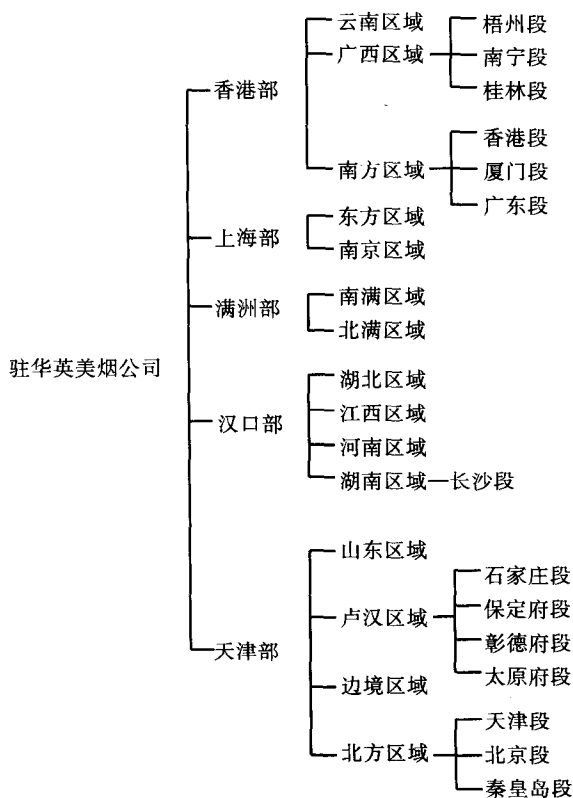 驻华英美烟公司
香港部
云南区域
广西区域
梧州段
南宁段
桂林段
南方区域
香港段
厦门段
广东段
上海部
东方区域
南京区域
满洲部
南满区域
北满区域
汉口部
湖北区域
江西区域
河南区域
湖南区域—长沙段
天津部
山东区域
卢汉区域
石家庄段
保定府段
彰德府段
太原府段
边境区域
北方区域
天津段
北京段
秦皇岛段